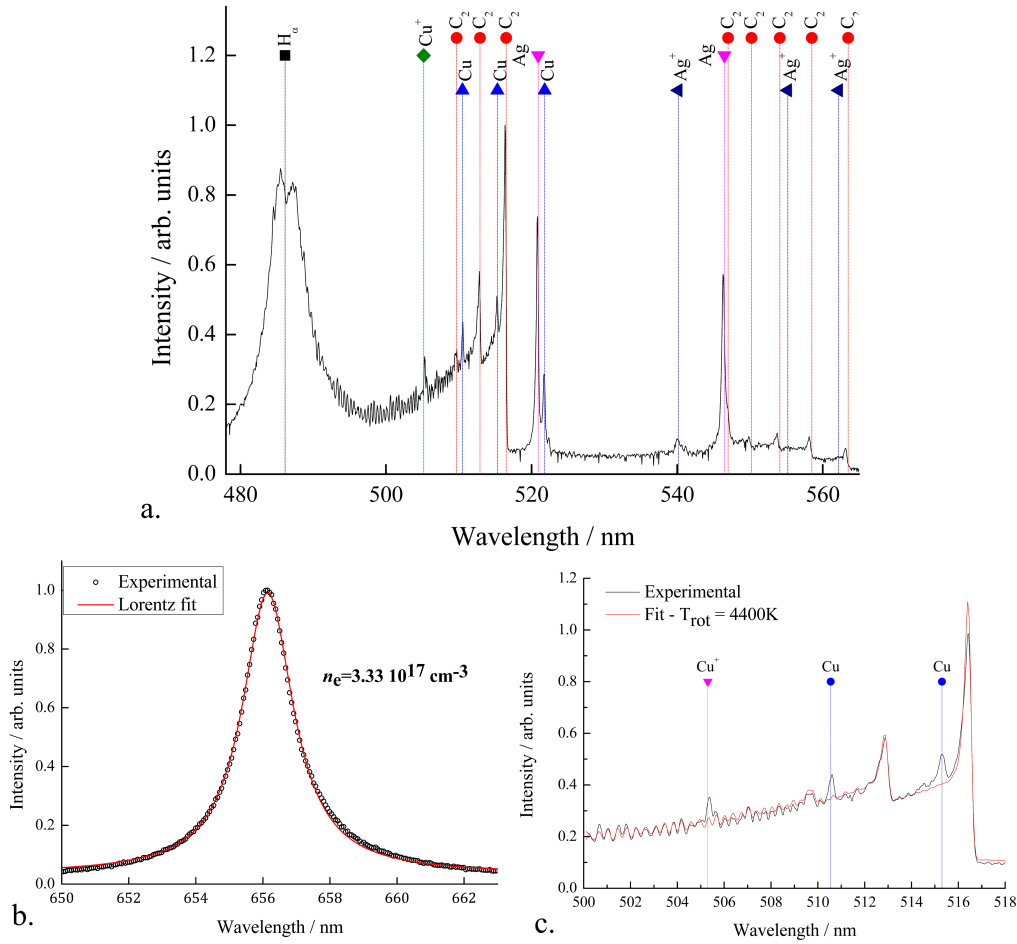 Hα
Cu+
C2
C2
C2
Ag
Cu
Cu
Cu
Ag+
Ag
C2
C2
C2
C2
C2
Ag+
Ag+
1.2
1.0
0.8
0.6
0.4
0.2
0.0
Intensity / arb. units
480 500 520 540 560
Wavelength / nm
a.
Experimental
Lorentz fit
ne=3.33 10^17 cm-3
1.0
0.8
0.6
0.4
0.2
0.0
Intensity / arb. units
650 652 654 656 658 660 662
Wavelength / nm
b.
Experimental
Fit - Trot = 4400K
Cu+
Cu
Cu
1.2
1.0
0.8
0.6
0.4
0.2
0.0
Intensity / arb. units
500 502 504 506 508 510 512 514 516 518
Wavelength / nm
c.